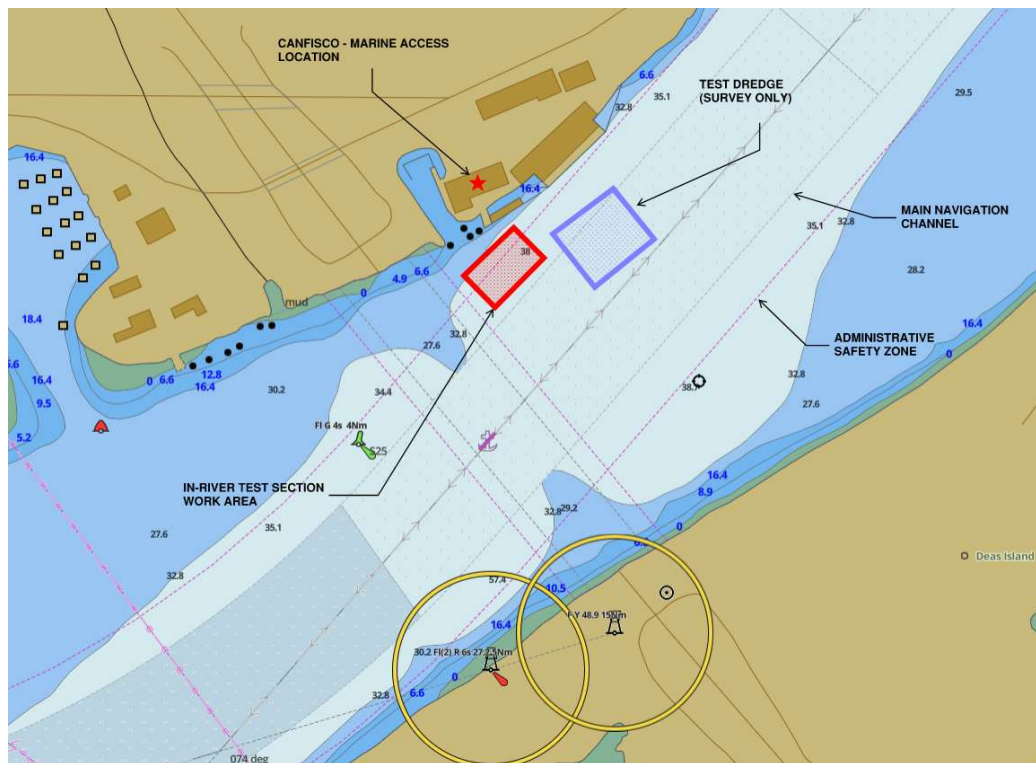 CANFISCO - MARINE ACCESS
LOCATION
TEST DREDGE
(SURVEY ONLY)
MAIN NAVIGATION
CHANNEL
ADMINISTRATIVE
SAFETY ZONE
IN-RIVER TEST SECTION
WORK AREA
6.6
35.1
32.8
29.5
16.4
16.4
32.8
35.1
28.2
38
6.6
4.9
0
mud
18.4
32.8
27.6
16.4
0
12.8
0 6.6
16.4
16.4
9.5
5.2
30.2
34.4
38.7
32.8
27.6
Fl G 4s 4Nm
S25
16.4
8.9
0
32.8
29.2
27.6
35.1
32.8
57.4
10.5
Deas Island
F Y 48.9 15Nm
16.4
30.2 Fl(2) R 6s 27.2 5Nm
0
6.6
32.8
074 deg